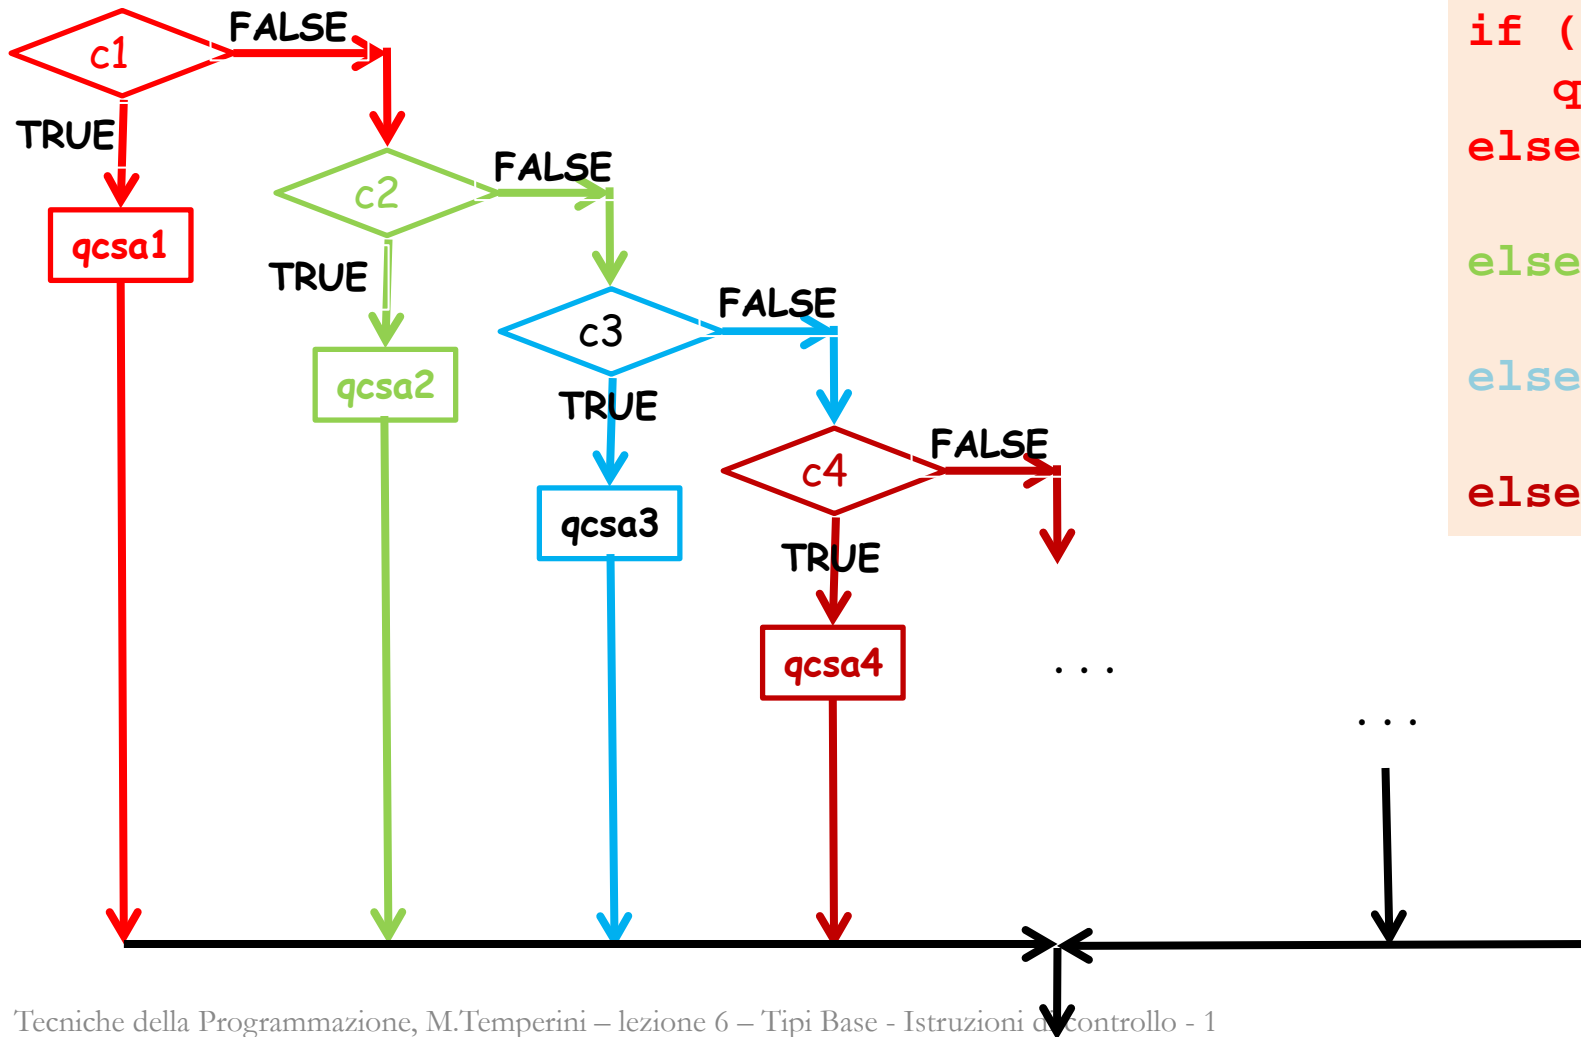 c1
FALSE
TRUE
qcsa1
c2
FALSE
TRUE
qcsa2
c3
FALSE
TRUE
qcsa3
c4
FALSE
TRUE
qcsa4
. . .
. . .
if (
q
else
else
else
else
Tecniche della Programmazione, M.Temperini – lezione 6 – Tipi Base - Istruzioni di controllo - 1